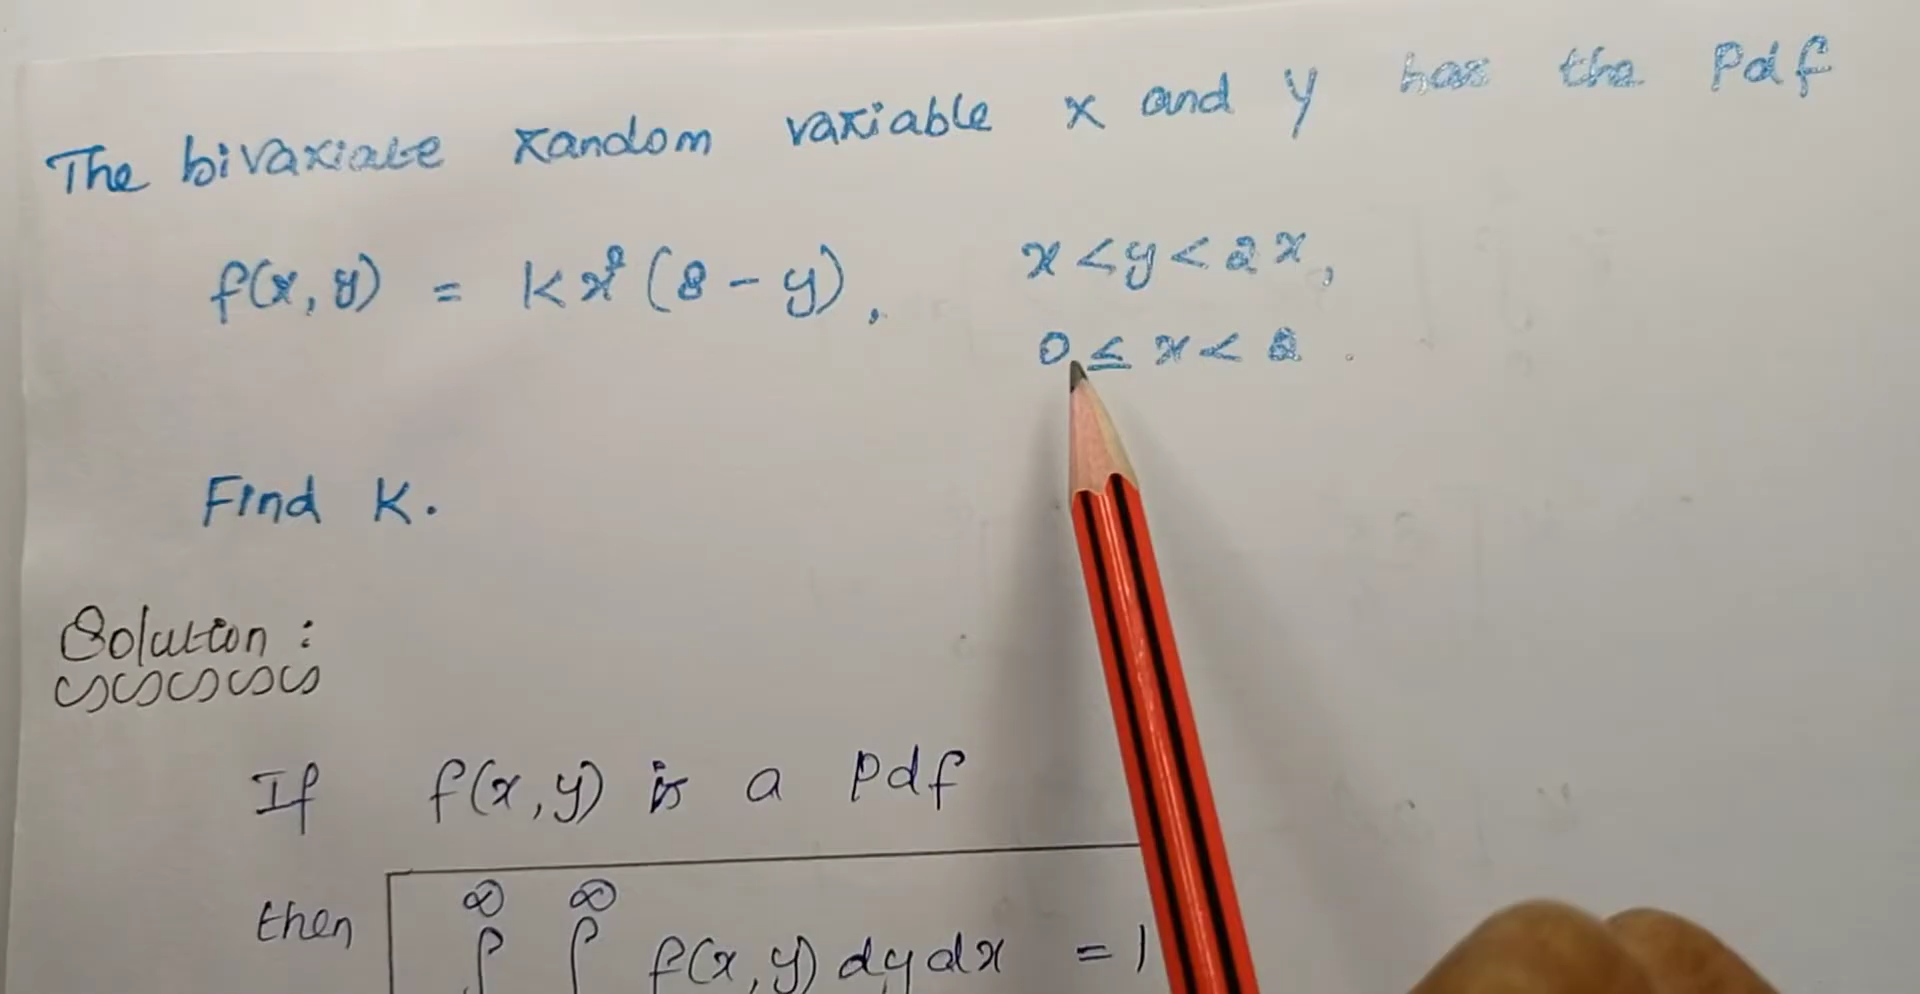 The bivariate random variable x and y has the Pdf
f(x, y) = kx²(8 - y), x < y < 2x,
0 ≤ x < 2.
Find K.
Solution:
If f(x, y) is a Pdf
then ∫ ∫ f(x, y) dy dx = 1
∞ ∞